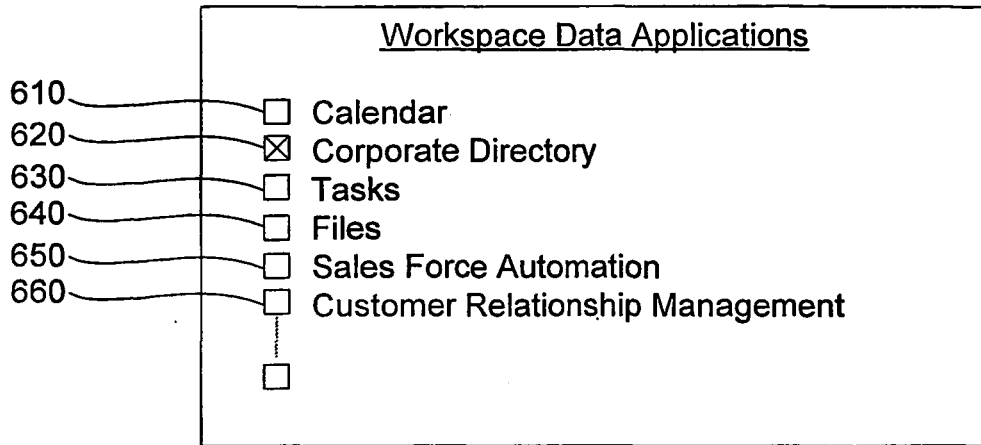 Workspace Data Applications
610 Calendar
620 Corporate Directory
630 Tasks
640 Files
650 Sales Force Automation
660 Customer Relationship Management